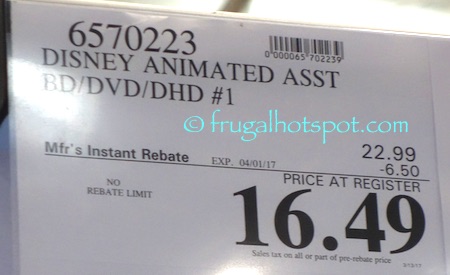 6570223
0000065702239
DISNEY ANIMATED ASST
BD/DVD/DHD #1
© frugalhotspot.com
Mfr's Instant Rebate EXP. 04/01/17 22.99
-6.50
NO
REBATE LIMIT
PRICE AT REGISTER
16.49
Sales tax on all or part of pre-rebate price